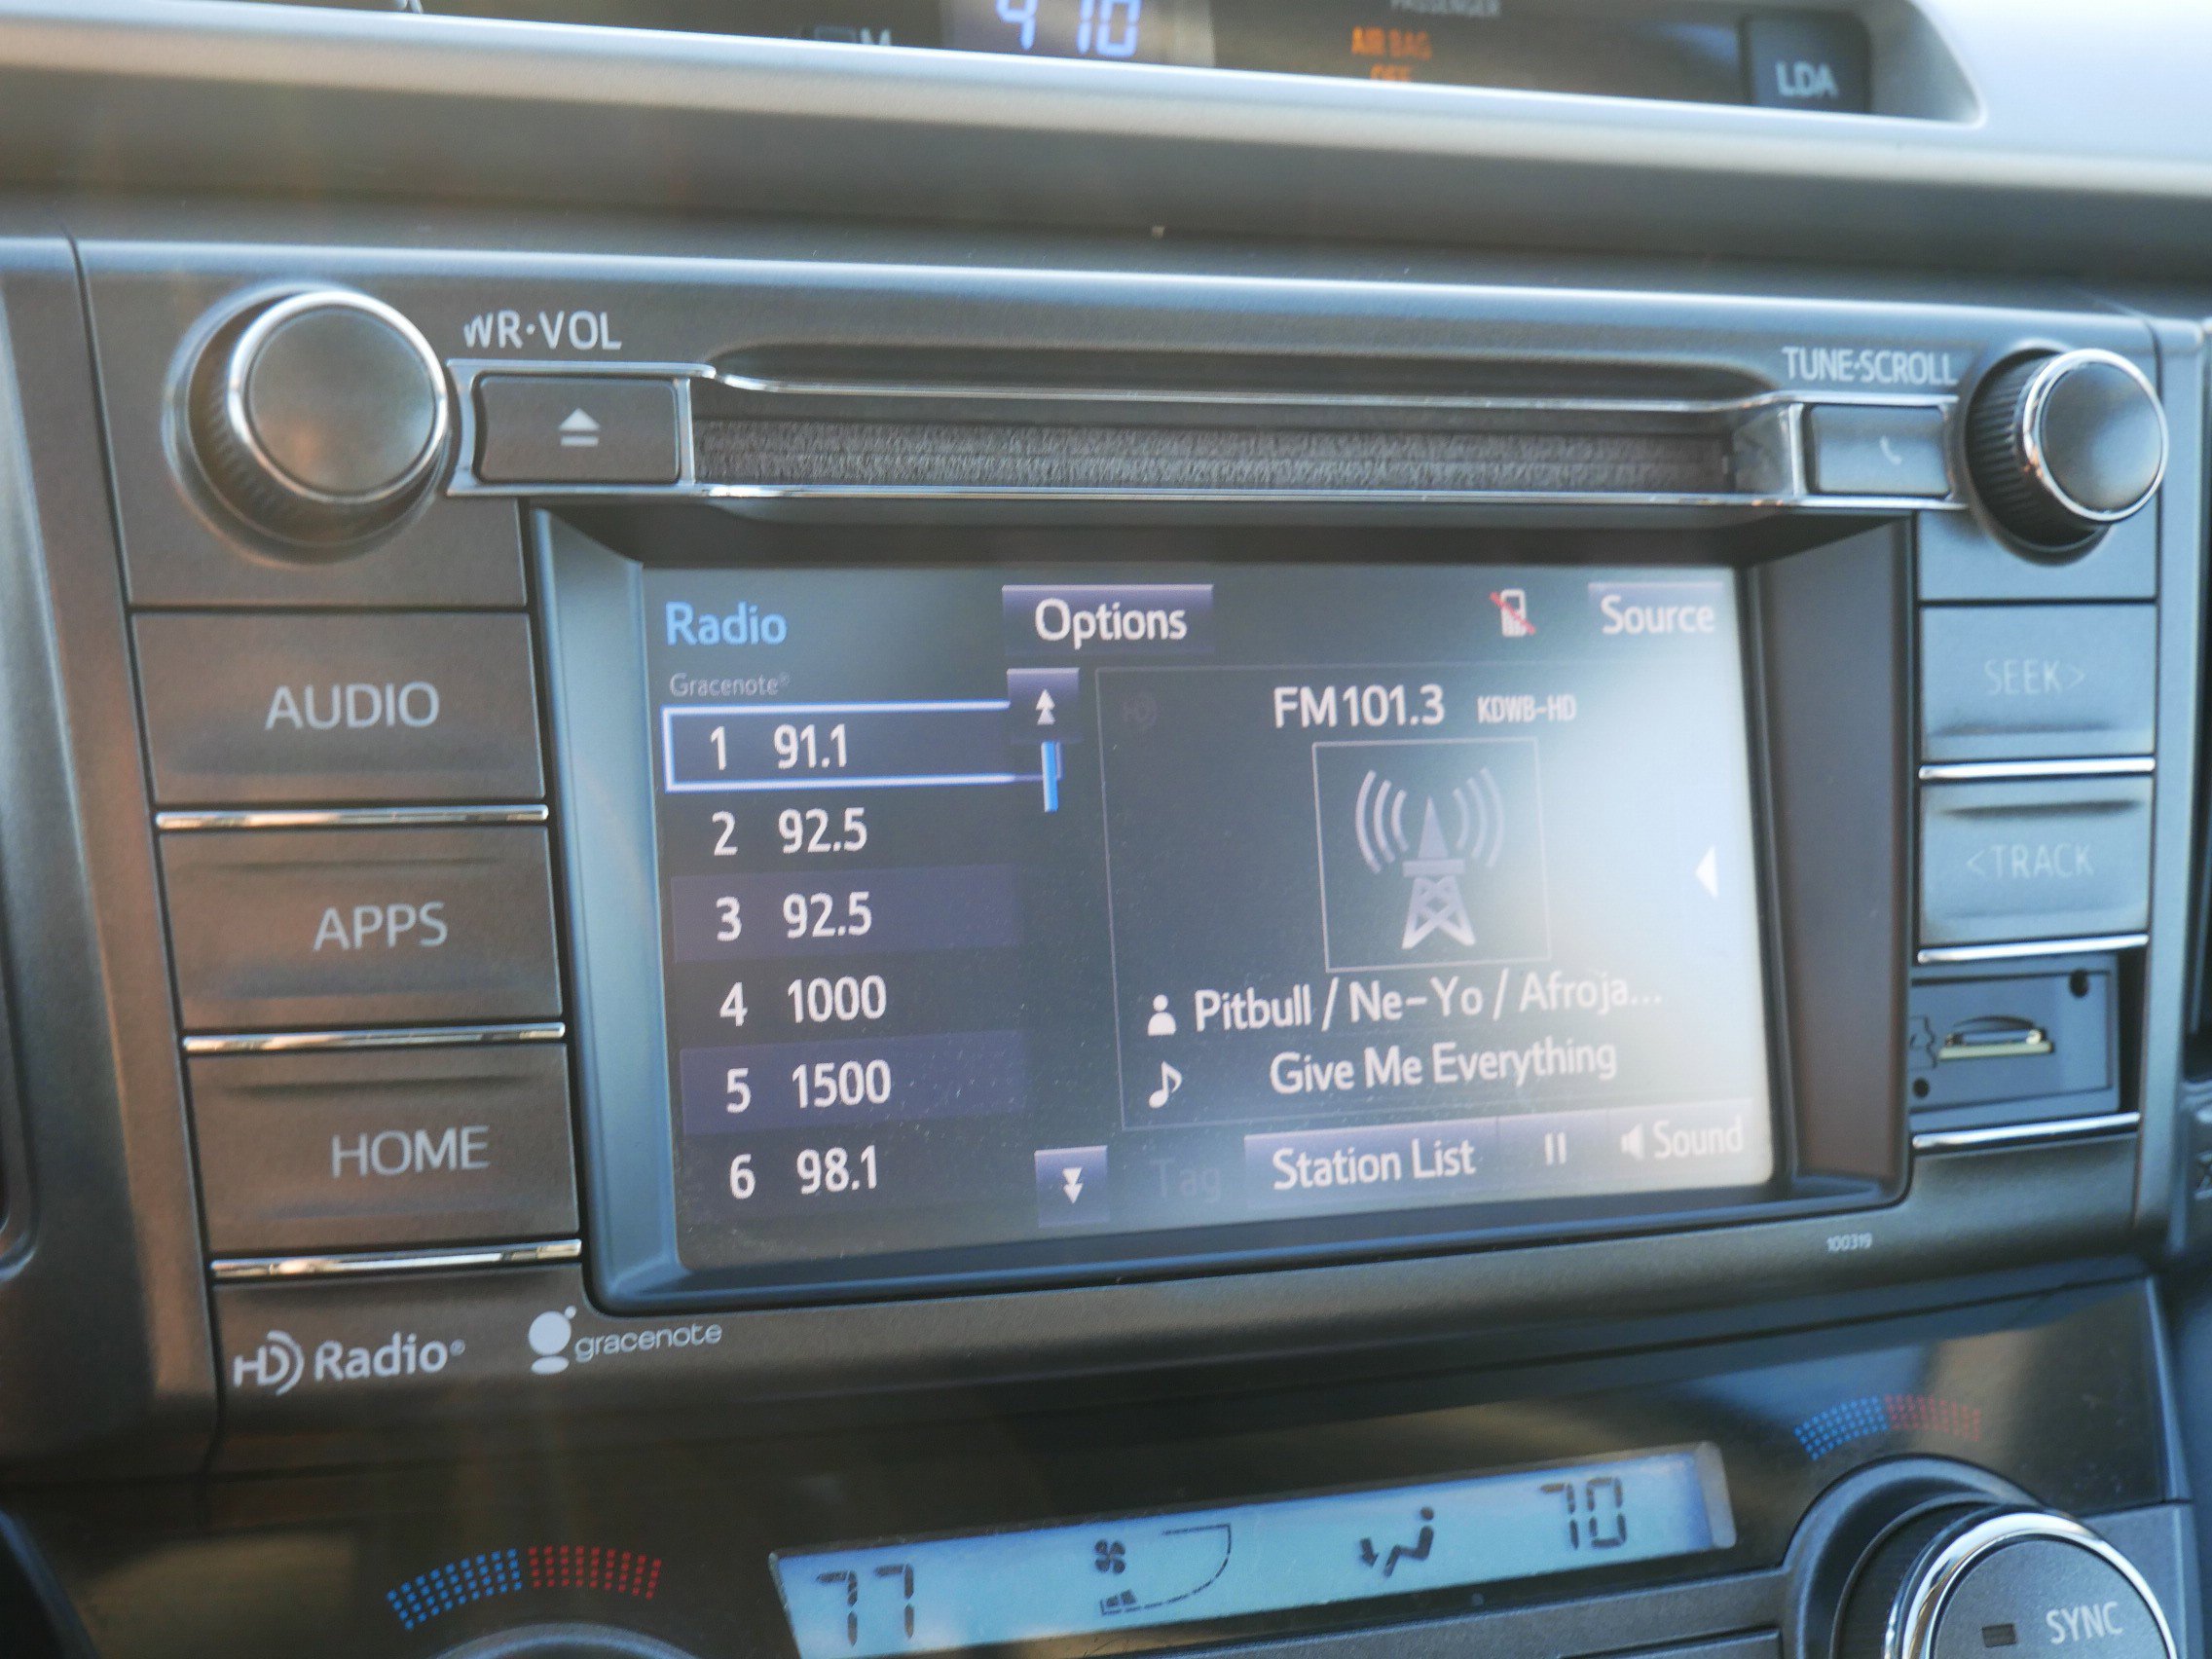 4 10
PASSENGER
AIR BAG
OFF
LDA
WR·VOL
TUNE·SCROLL
Radio
Options
Source
Gracenote®
1 91.1
2 92.5
3 92.5
4 1000
5 1500
6 98.1
FM101.3 KDWB-HD
Pitbull / Ne-Yo / Afroja...
Give Me Everything
Tag
Station List
Sound
AUDIO
APPS
HOME
SEEK>
<TRACK
100319
HD Radio®
gracenote
77
70
SYNC